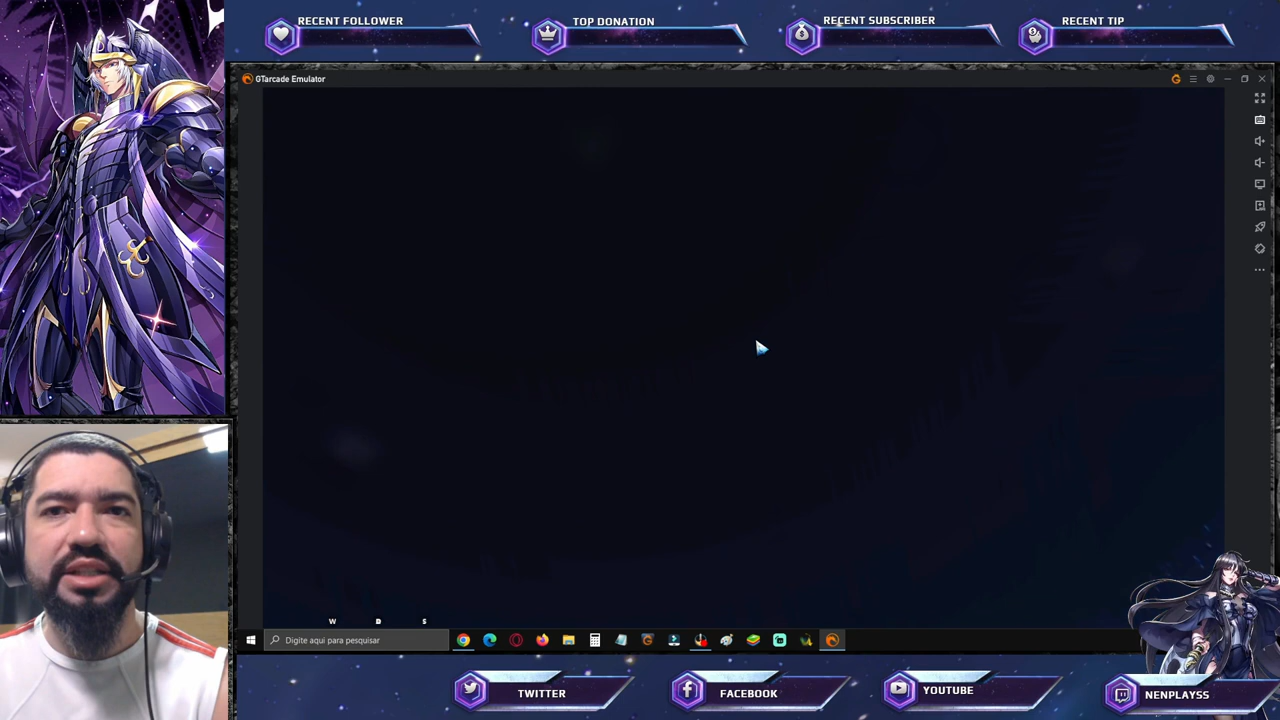 RECENT FOLLOWER
TOP DONATION
RECENT SUBSCRIBER
RECENT TIP
GTarcade Emulator
W D S
Digite aqui para pesquisar
TWITTER
FACEBOOK
YOUTUBE
NENPLAYSS